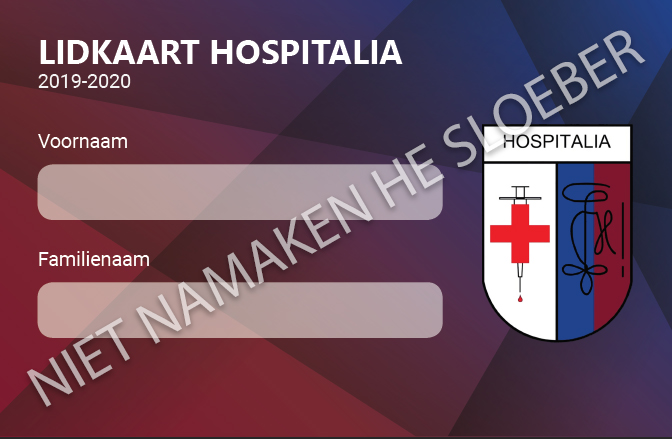 LIDKAART HOSPITALIA
2019-2020
Voornaam
Familienaam
HOSPITALIA
NIET NAMAKEN HE SLOEBER